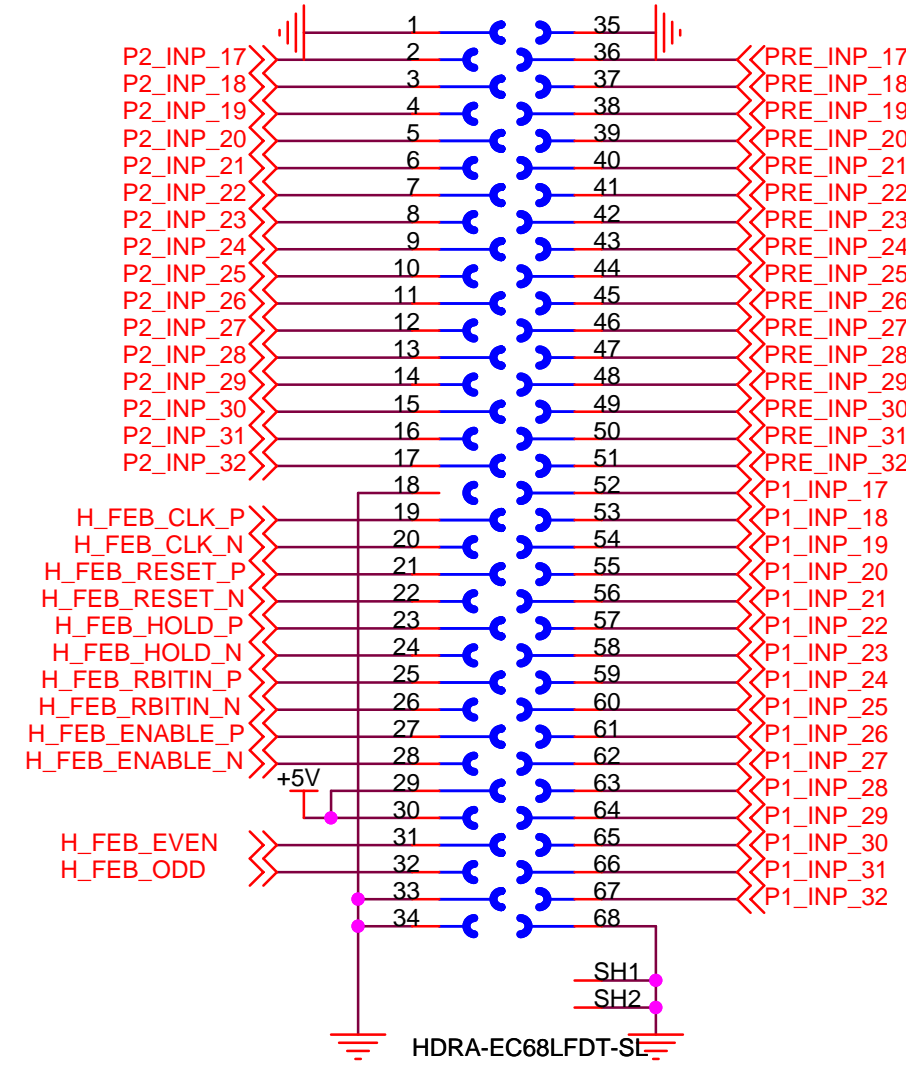 1 35
P2_INP_17 2 36 PRE_INP_17
P2_INP_18 3 37 PRE_INP_18
P2_INP_19 4 38 PRE_INP_19
P2_INP_20 5 39 PRE_INP_20
P2_INP_21 6 40 PRE_INP_21
P2_INP_22 7 41 PRE_INP_22
P2_INP_23 8 42 PRE_INP_23
P2_INP_24 9 43 PRE_INP_24
P2_INP_25 10 44 PRE_INP_25
P2_INP_26 11 45 PRE_INP_26
P2_INP_27 12 46 PRE_INP_27
P2_INP_28 13 47 PRE_INP_28
P2_INP_29 14 48 PRE_INP_29
P2_INP_30 15 49 PRE_INP_30
P2_INP_31 16 50 PRE_INP_31
P2_INP_32 17 51 PRE_INP_32
18 52 P1_INP_17
H_FEB_CLK_P 19 53 P1_INP_18
H_FEB_CLK_N 20 54 P1_INP_19
H_FEB_RESET_P 21 55 P1_INP_20
H_FEB_RESET_N 22 56 P1_INP_21
H_FEB_HOLD_P 23 57 P1_INP_22
H_FEB_HOLD_N 24 58 P1_INP_23
H_FEB_RBITIN_P 25 59 P1_INP_24
H_FEB_RBITIN_N 26 60 P1_INP_25
H_FEB_ENABLE_P 27 61 P1_INP_26
H_FEB_ENABLE_N 28 62 P1_INP_27
+5V 29 63 P1_INP_28
30 64 P1_INP_29
H_FEB_EVEN 31 65 P1_INP_30
H_FEB_ODD 32 66 P1_INP_31
33 67 P1_INP_32
34 68
SH1
SH2
HDRA-EC68LFDT-SL